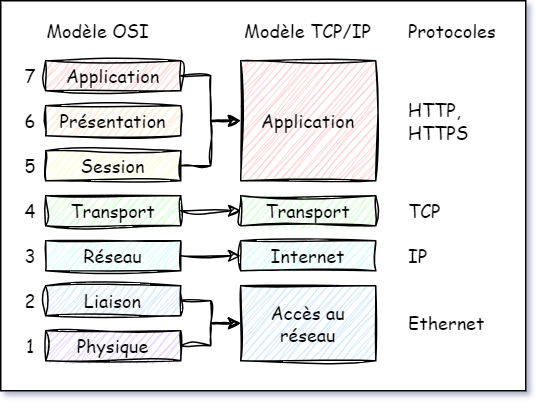 Modèle OSI
Modèle TCP/IP
Protocoles
7
Application
6
Présentation
5
Session
Application
HTTP,
HTTPS
4
Transport
Transport
TCP
3
Réseau
Internet
IP
2
Liaison
1
Physique
Accès au
réseau
Ethernet